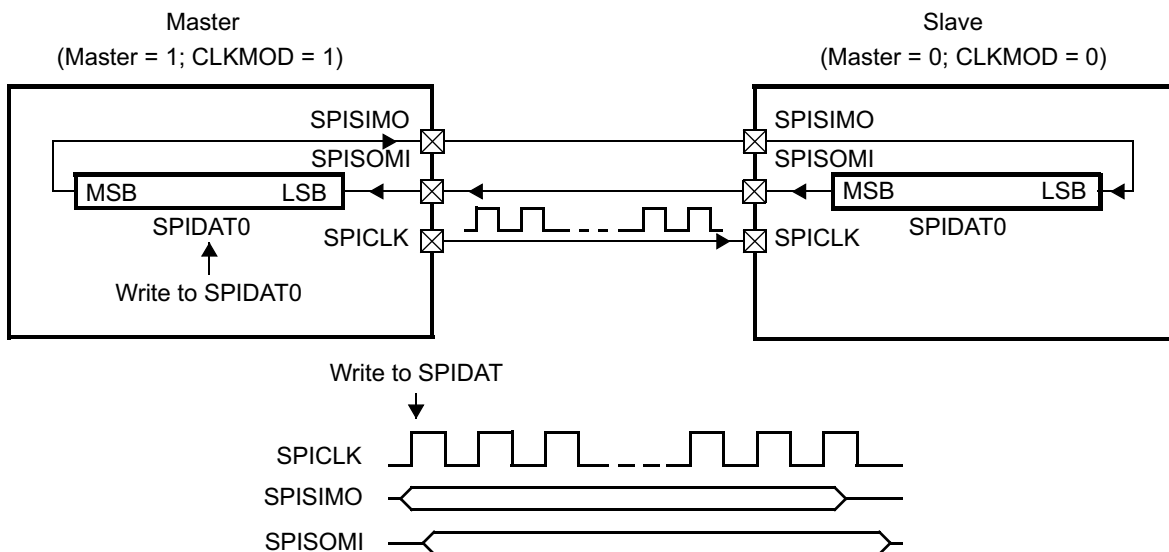 Master
(Master = 1; CLKMOD = 1)
Slave
(Master = 0; CLKMOD = 0)
SPISIMO
SPISOMI
MSB LSB
SPIDAT0
SPICLK
Write to SPIDAT0
SPISIMO
SPISOMI
MSB LSB
SPICLK
SPIDAT0
Write to SPIDAT
SPICLK
SPISIMO
SPISOMI